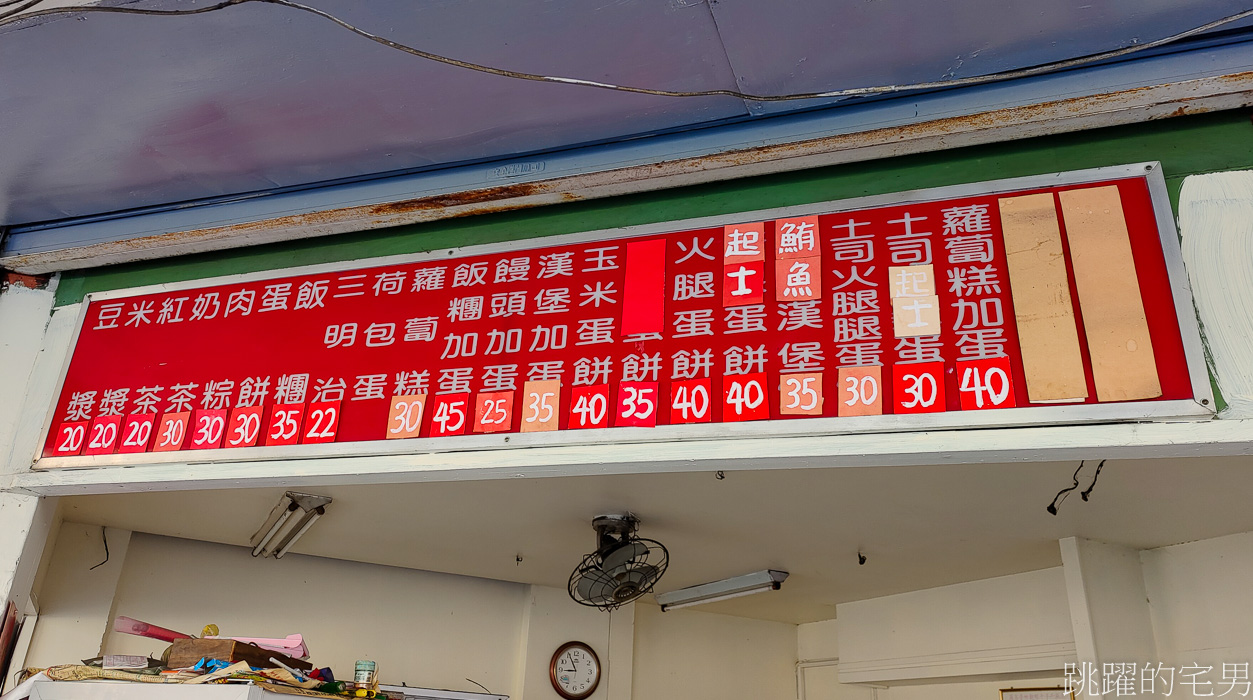 豆漿 20
米漿 20
紅茶 20
奶茶 30
肉粽 30
蛋餅 30
飯糰 35
三明治 22
荷包蛋
蘿蔔糕 30
飯糰加蛋 45
饅頭加蛋 25
漢堡加蛋 35
玉米蛋餅 40
餅 35
火腿蛋餅 40
起士蛋餅 40
鮪魚漢堡 35
土司火腿蛋 30
土司起士蛋 30
蘿蔔糕加蛋 40
跳躍的宅男